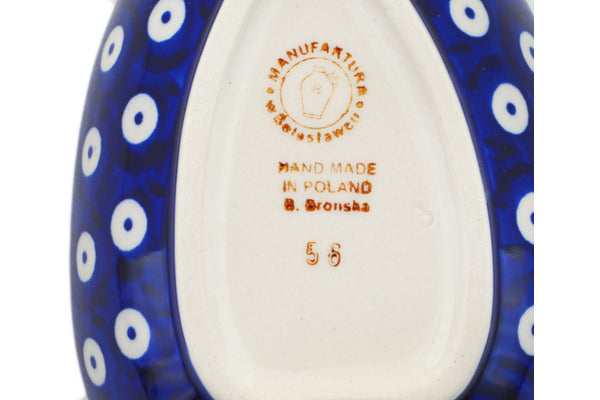 MANUFAKTURA
w Bolesławcu
HAND MADE
IN POLAND
B. Bronska
56